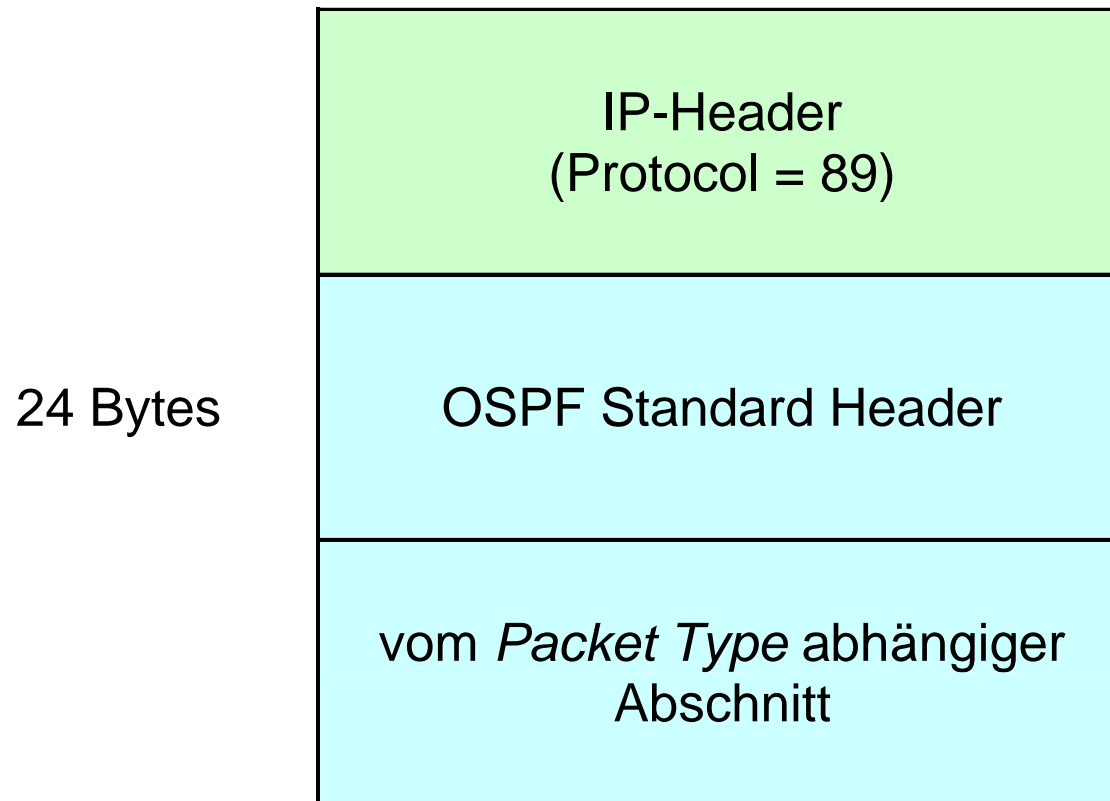 IP-Header
(Protocol = 89)
24 Bytes
OSPF Standard Header
vom Packet Type abhängiger
Abschnitt